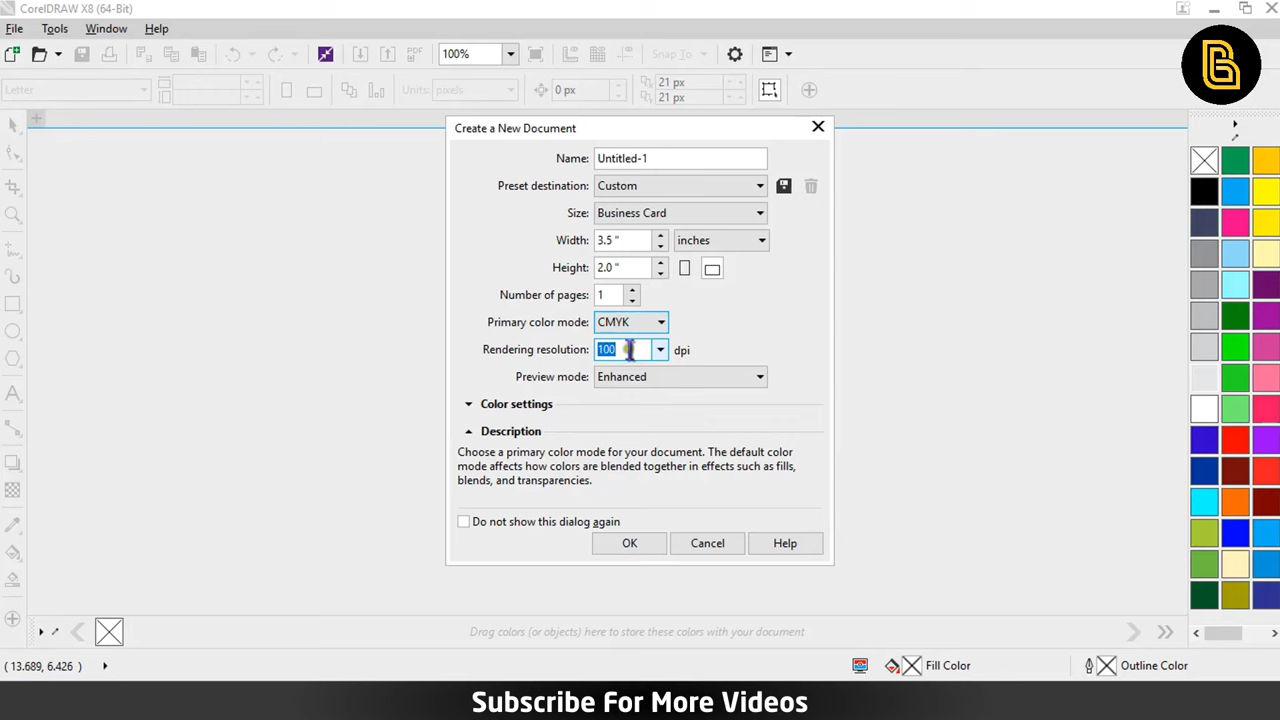 CorelDRAW X8 (64-Bit)
File Tools Window Help
100% Snap To
Letter Units: pixels 0 px 21 px
21 px
Create a New Document
Name: Untitled-1
Preset destination: Custom
Size: Business Card
Width: 3.5 " inches
Height: 2.0 "
Number of pages: 1
Primary color mode: CMYK
Rendering resolution: 100 dpi
Preview mode: Enhanced
Color settings
Description
Choose a primary color mode for your document. The default color
mode affects how colors are blended together in effects such as fills,
blends, and transparencies.
Do not show this dialog again
OK Cancel Help
Drag colors (or objects) here to store these colors with your document
( 13.689, 6.426 ) Fill Color Outline Color
Subscribe For More Videos